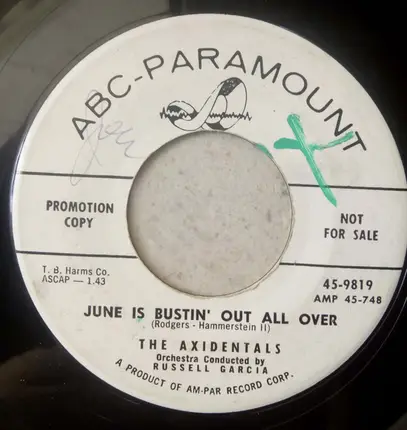 ABC-PARAMOUNT
PROMOTION
COPY
NOT
FOR SALE
T. B. Harms Co.
ASCAP — 1.43
45-9819
AMP 45-748
JUNE IS BUSTIN' OUT ALL OVER
(Rodgers - Hammerstein II)
THE AXIDENTALS
Orchestra Conducted by
RUSSELL GARCIA
A PRODUCT OF AM-PAR RECORD CORP.